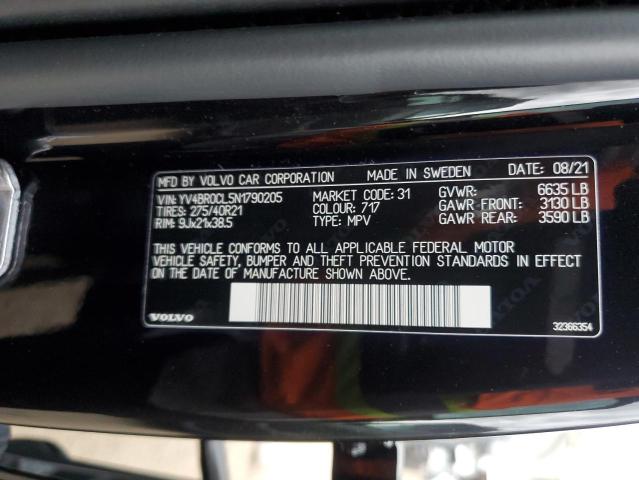 MFD BY VOLVO CAR CORPORATION MADE IN SWEDEN DATE: 08/21
VIN: YV4BR0CL5N1790205 MARKET CODE: 31 GVWR: 6635 LB
TIRES: 275/40R21 COLOUR: 717 GAWR FRONT: 3130 LB
RIM: 9Jx21x38.5 TYPE: MPV GAWR REAR: 3590 LB
THIS VEHICLE CONFORMS TO ALL APPLICABLE FEDERAL MOTOR
VEHICLE SAFETY, BUMPER AND THEFT PREVENTION STANDARDS IN EFFECT
ON THE DATE OF MANUFACTURE SHOWN ABOVE.
VOLVO 32366354